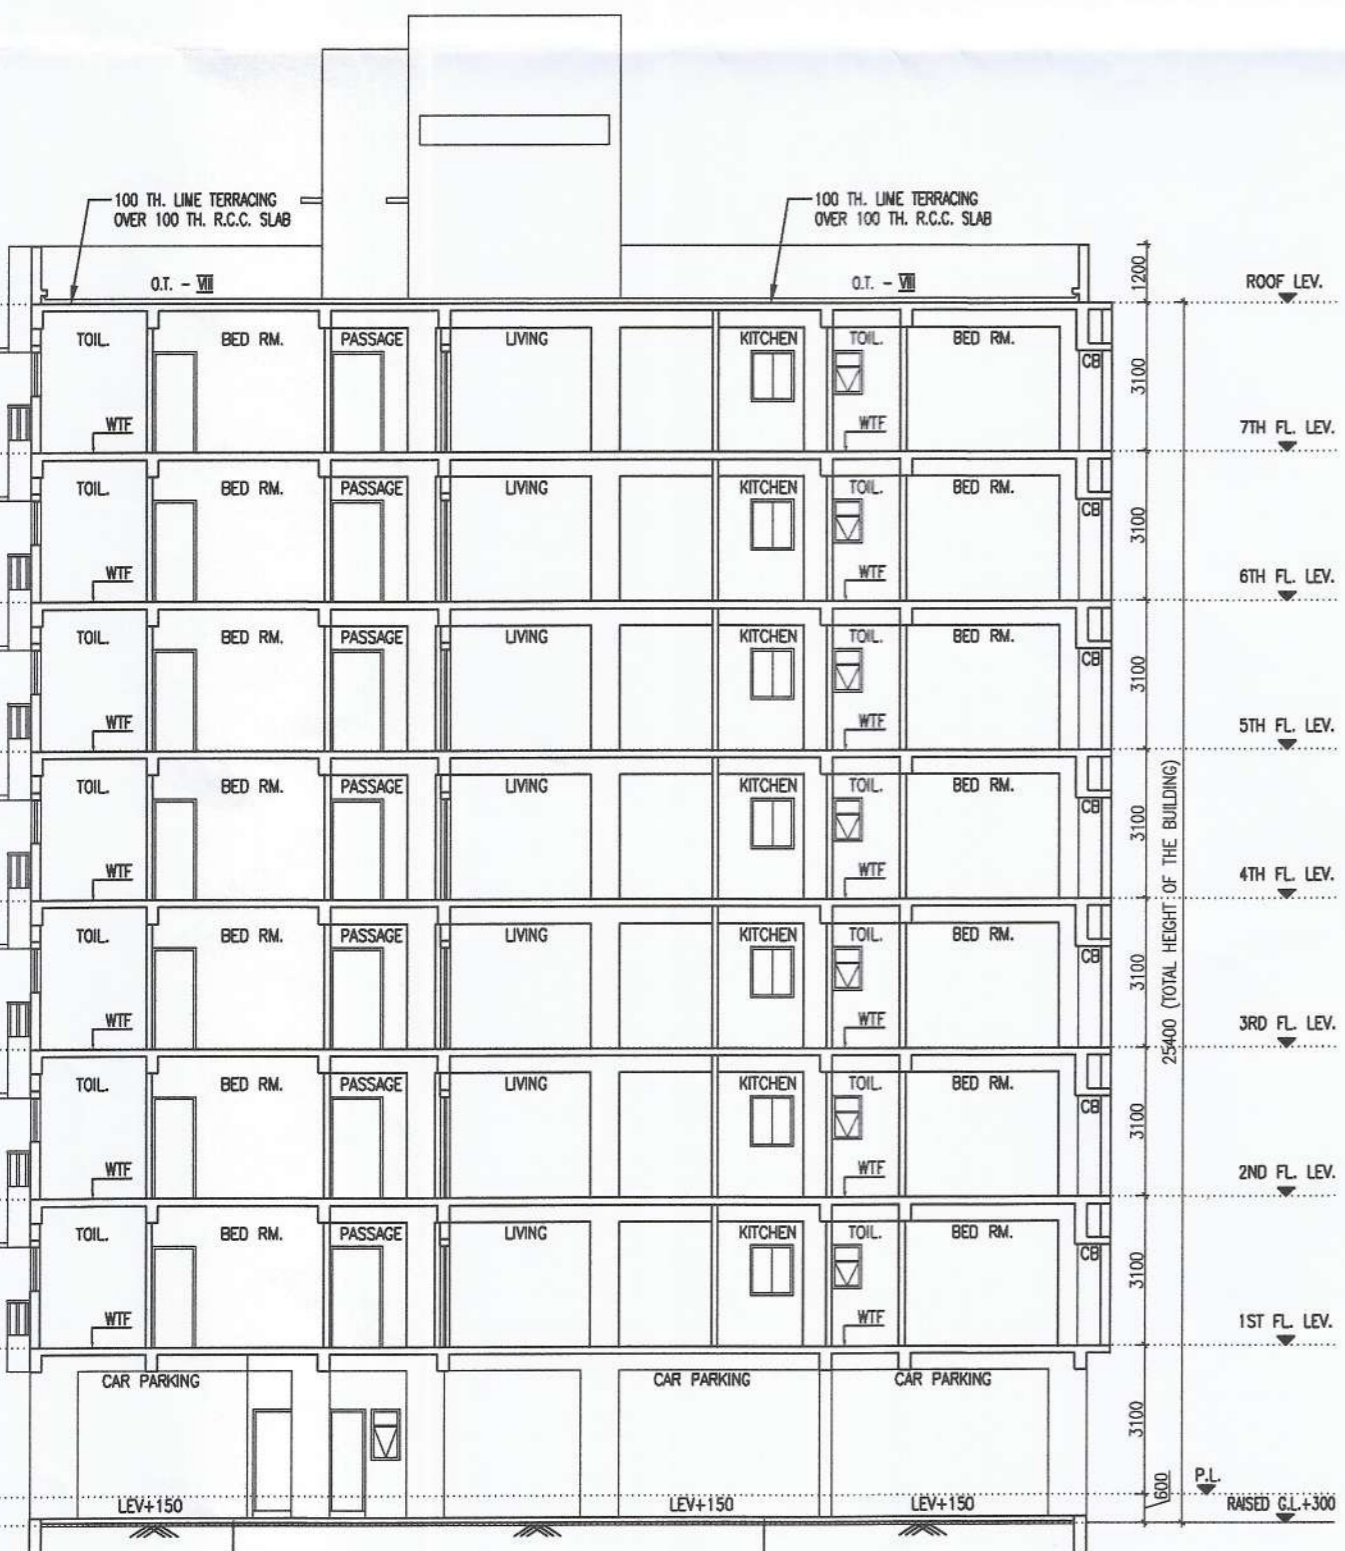 100 TH. LIME TERRACING
OVER 100 TH. R.C.C. SLAB
100 TH. LIME TERRACING
OVER 100 TH. R.C.C. SLAB
O.T. - VIII
O.T. - VIII
1200
ROOF LEV.
TOIL.
BED RM.
PASSAGE
LIVING
KITCHEN
TOIL.
BED RM.
CB
3100
WTF
WTF
7TH FL. LEV.
TOIL.
BED RM.
PASSAGE
LIVING
KITCHEN
TOIL.
BED RM.
CB
3100
WTF
WTF
6TH FL. LEV.
TOIL.
BED RM.
PASSAGE
LIVING
KITCHEN
TOIL.
BED RM.
CB
3100
WTF
WTF
5TH FL. LEV.
TOIL.
BED RM.
PASSAGE
LIVING
KITCHEN
TOIL.
BED RM.
CB
3100
WTF
WTF
4TH FL. LEV.
25400 (TOTAL HEIGHT OF THE BUILDING)
TOIL.
BED RM.
PASSAGE
LIVING
KITCHEN
TOIL.
BED RM.
CB
3100
WTF
WTF
3RD FL. LEV.
TOIL.
BED RM.
PASSAGE
LIVING
KITCHEN
TOIL.
BED RM.
CB
3100
WTF
WTF
2ND FL. LEV.
TOIL.
BED RM.
PASSAGE
LIVING
KITCHEN
TOIL.
BED RM.
CB
3100
WTF
WTF
1ST FL. LEV.
CAR PARKING
CAR PARKING
CAR PARKING
3100
600
P.L.
LEV+150
LEV+150
LEV+150
RAISED G.L.+300